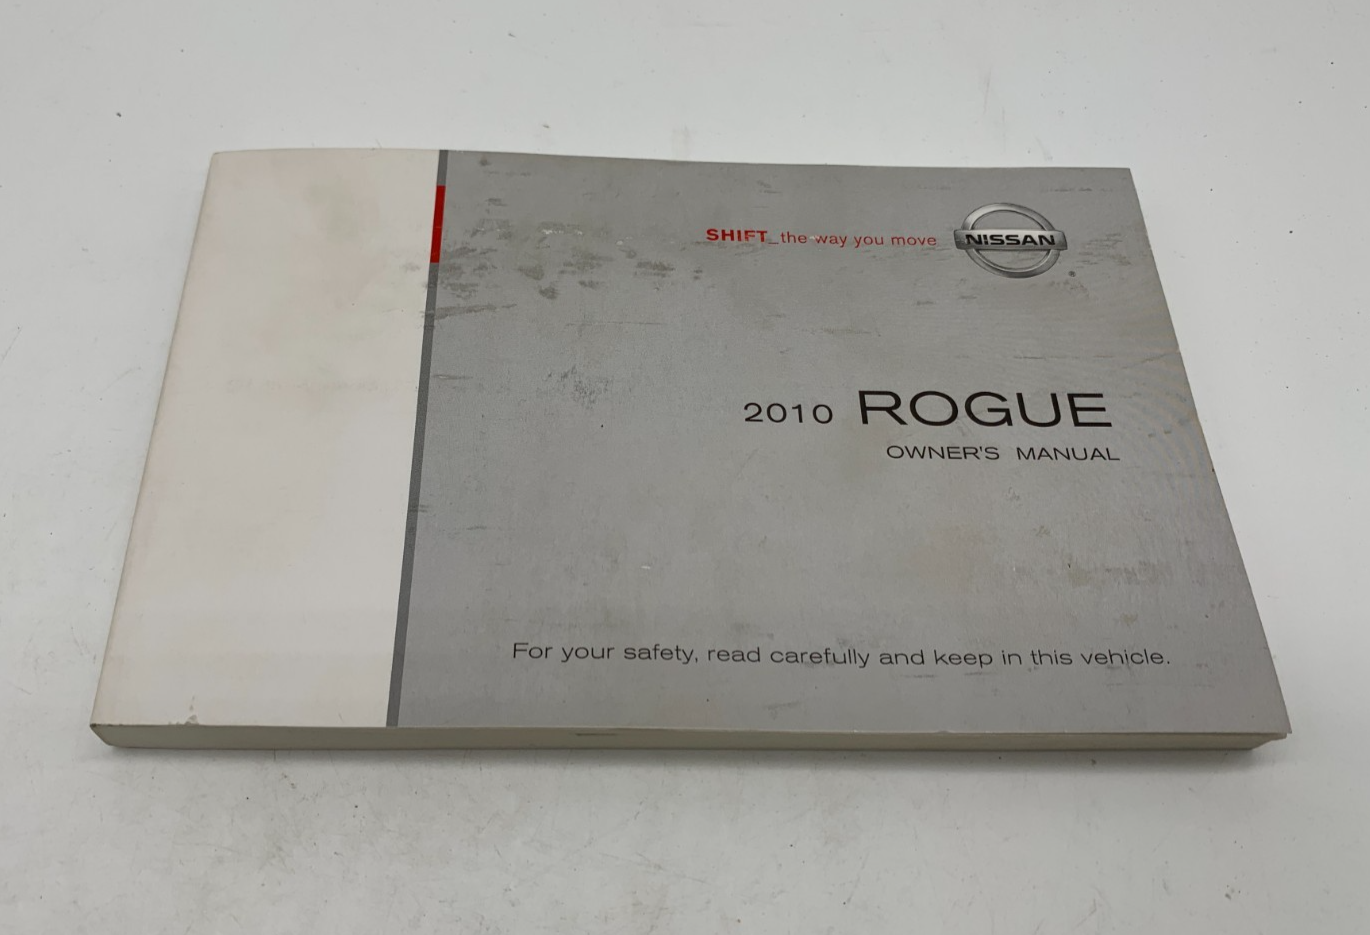 SHIFT_the way you move
NISSAN
2010 ROGUE
OWNER'S MANUAL
For your safety, read carefully and keep in this vehicle.